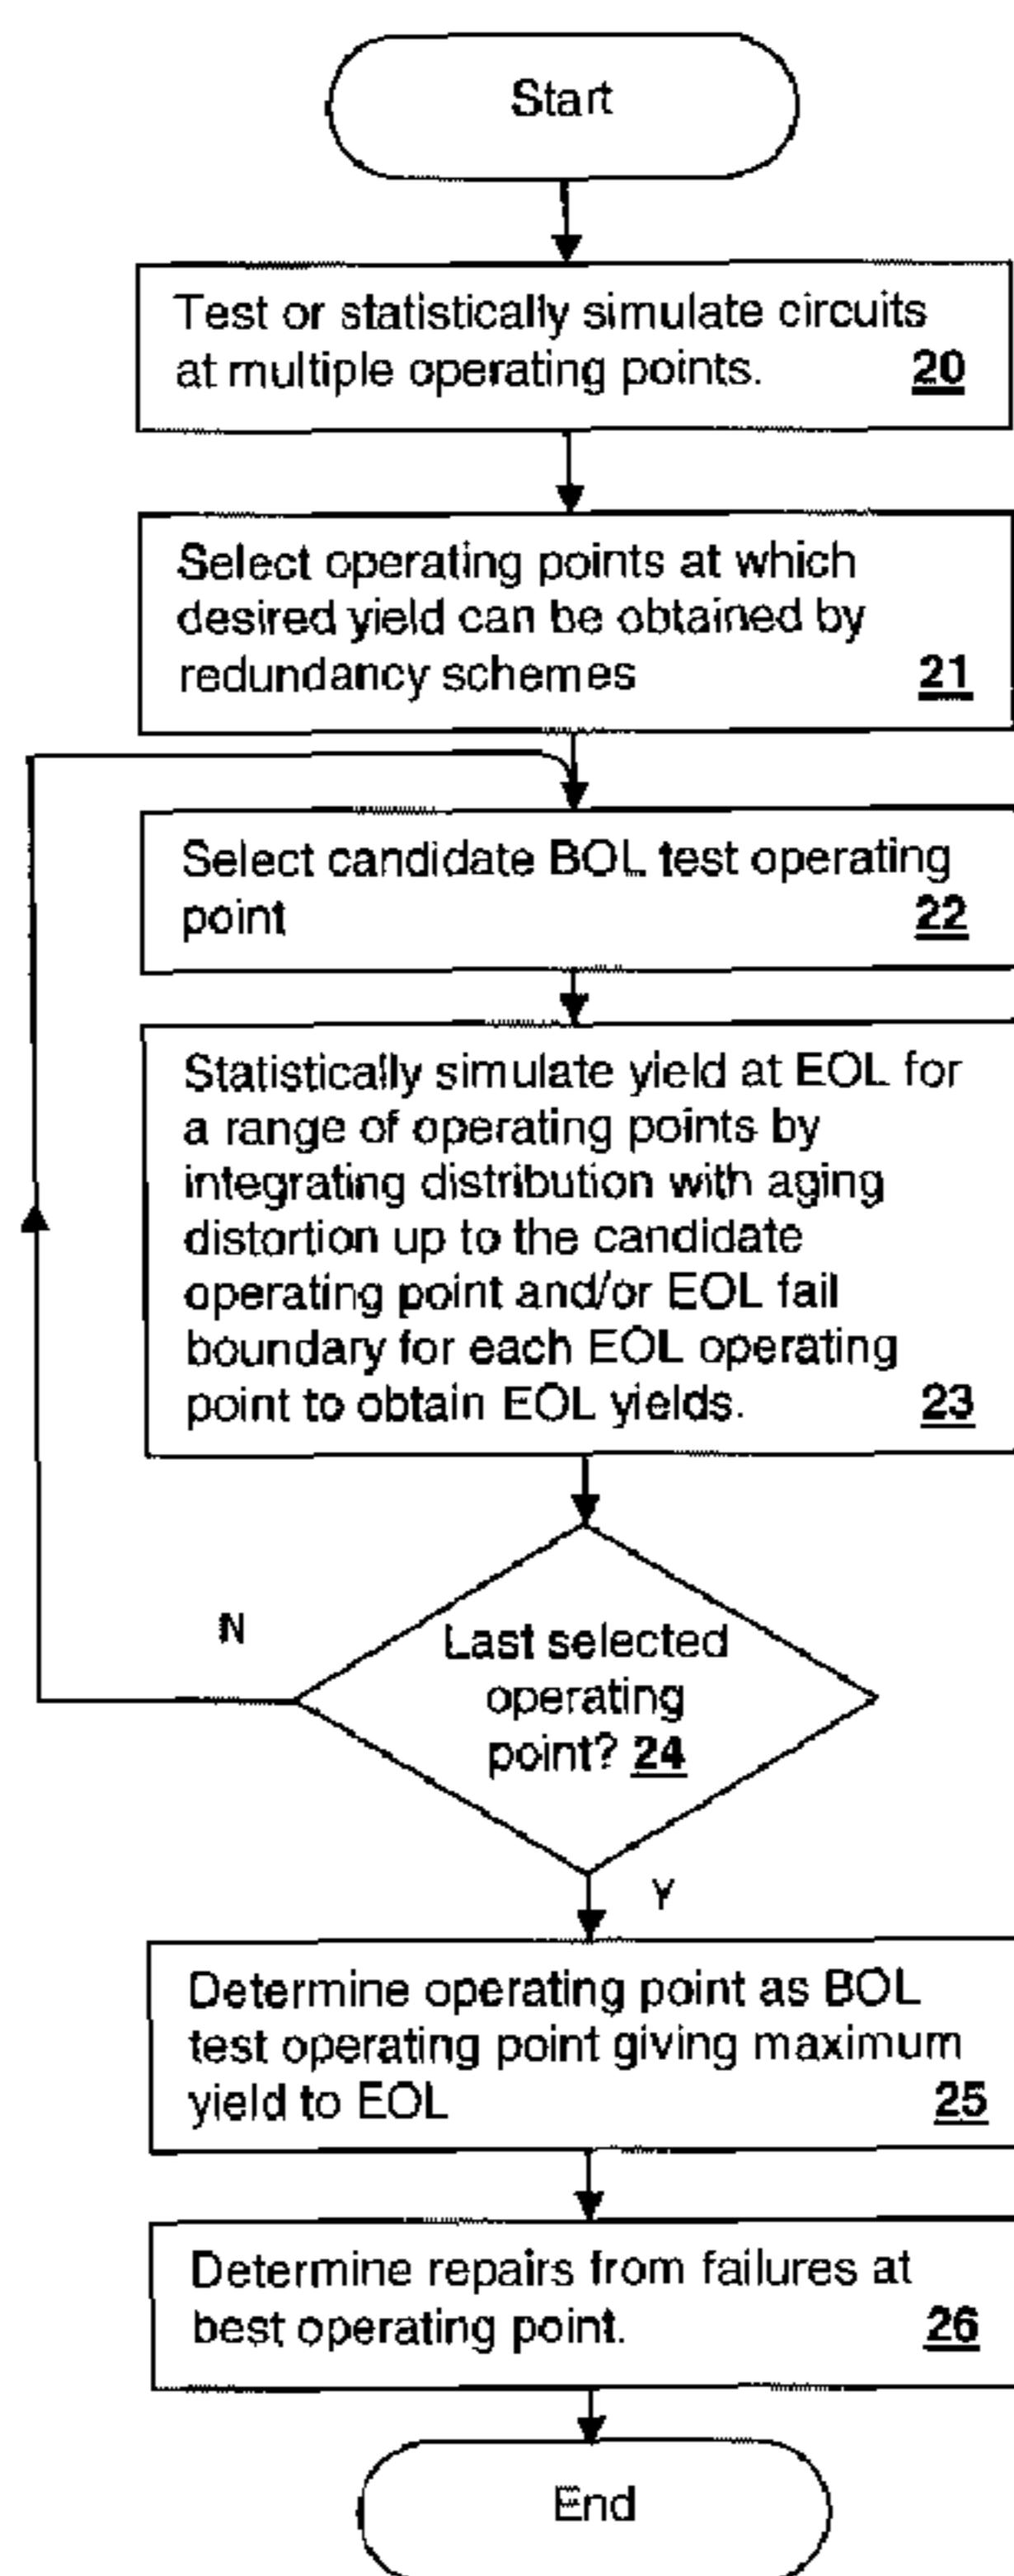 Start
Test or statistically simulate circuits
at multiple operating points. 20
Select operating points at which
desired yield can be obtained by
redundancy schemes 21
Select candidate BOL test operating
point 22
Statistically simulate yield at EOL for
a range of operating points by
integrating distribution with aging
distortion up to the candidate
operating point and/or EOL fail
boundary for each EOL operating
point to obtain EOL yields. 23
N
Last selected
operating
point? 24
Y
Determine operating point as BOL
test operating point giving maximum
yield to EOL 25
Determine repairs from failures at
best operating point. 26
End